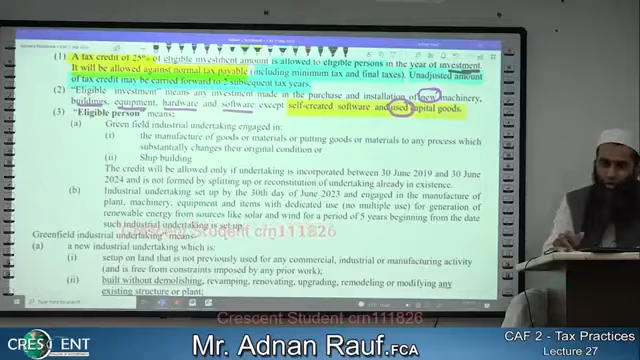 (1) A tax credit of 25% of eligible investment amount is allowed to eligible persons in the year of investment.
It will be allowed against normal tax payable (including minimum tax and final taxes). Unadjusted amount
of tax credit may be carried forward to 2 subsequent tax years.
(2) "Eligible investment" means any investment made in the purchase and installation of new machinery,
buildings, equipment, hardware and software except self-created software and used capital goods.
(3) "Eligible person" means:
(a) Green field industrial undertaking engaged in:
(i) the manufacture of goods or materials or putting goods or materials to any process which
substantially changes their original condition or
(ii) Ship building
The credit will be allowed only if undertaking is incorporated between 30 June 2019 and 30 June
2024 and is not formed by splitting up or reconstitution of undertaking already in existence.
(b) Industrial undertaking set up by the 30th day of June 2023 and engaged in the manufacture of
plant, machinery, equipment and items with dedicated use (no multiple use) for generation of
renewable energy from sources like solar and wind for a period of 5 years beginning from the date
such industrial undertaking is set up.
Crescent Student crn111826
Greenfield industrial undertaking" means
(a) a new industrial undertaking which is:
(i) setup on land that is not previously used for any commercial, industrial or manufacturing activity
(and is free from constraints imposed by any prior work);
(ii) built without demolishing, revamping, renovating, upgrading, remodeling or modifying any
existing structure or plant;
Crescent Student crn111826
CRESCENT
Mr. Adnan Rauf.FCA
CAF 2 - Tax Practices
Lecture 27